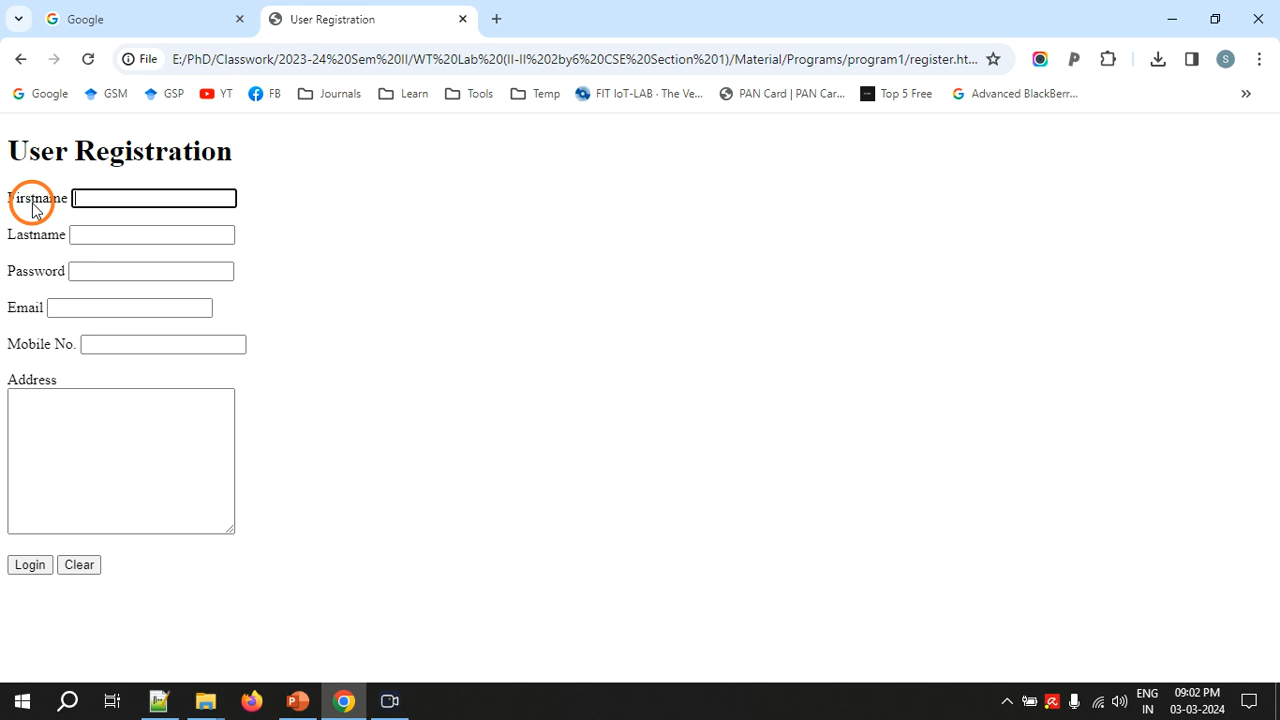 Google
User Registration
File
E:/PhD/Classwork/2023-24%20Sem%20II/WT%20Lab%20(II-II%202by6%20CSE%20Section%201)/Material/Programs/program1/register.ht...
S
Google GSM GSP YT FB Journals Learn Tools Temp FIT IoT-LAB · The Ve... PAN Card | PAN Car... Top 5 Free Advanced BlackBerr...
User Registration
Firstname
Lastname
Password
Email
Mobile No.
Address
Login Clear
ENG 09:02 PM
IN 03-03-2024